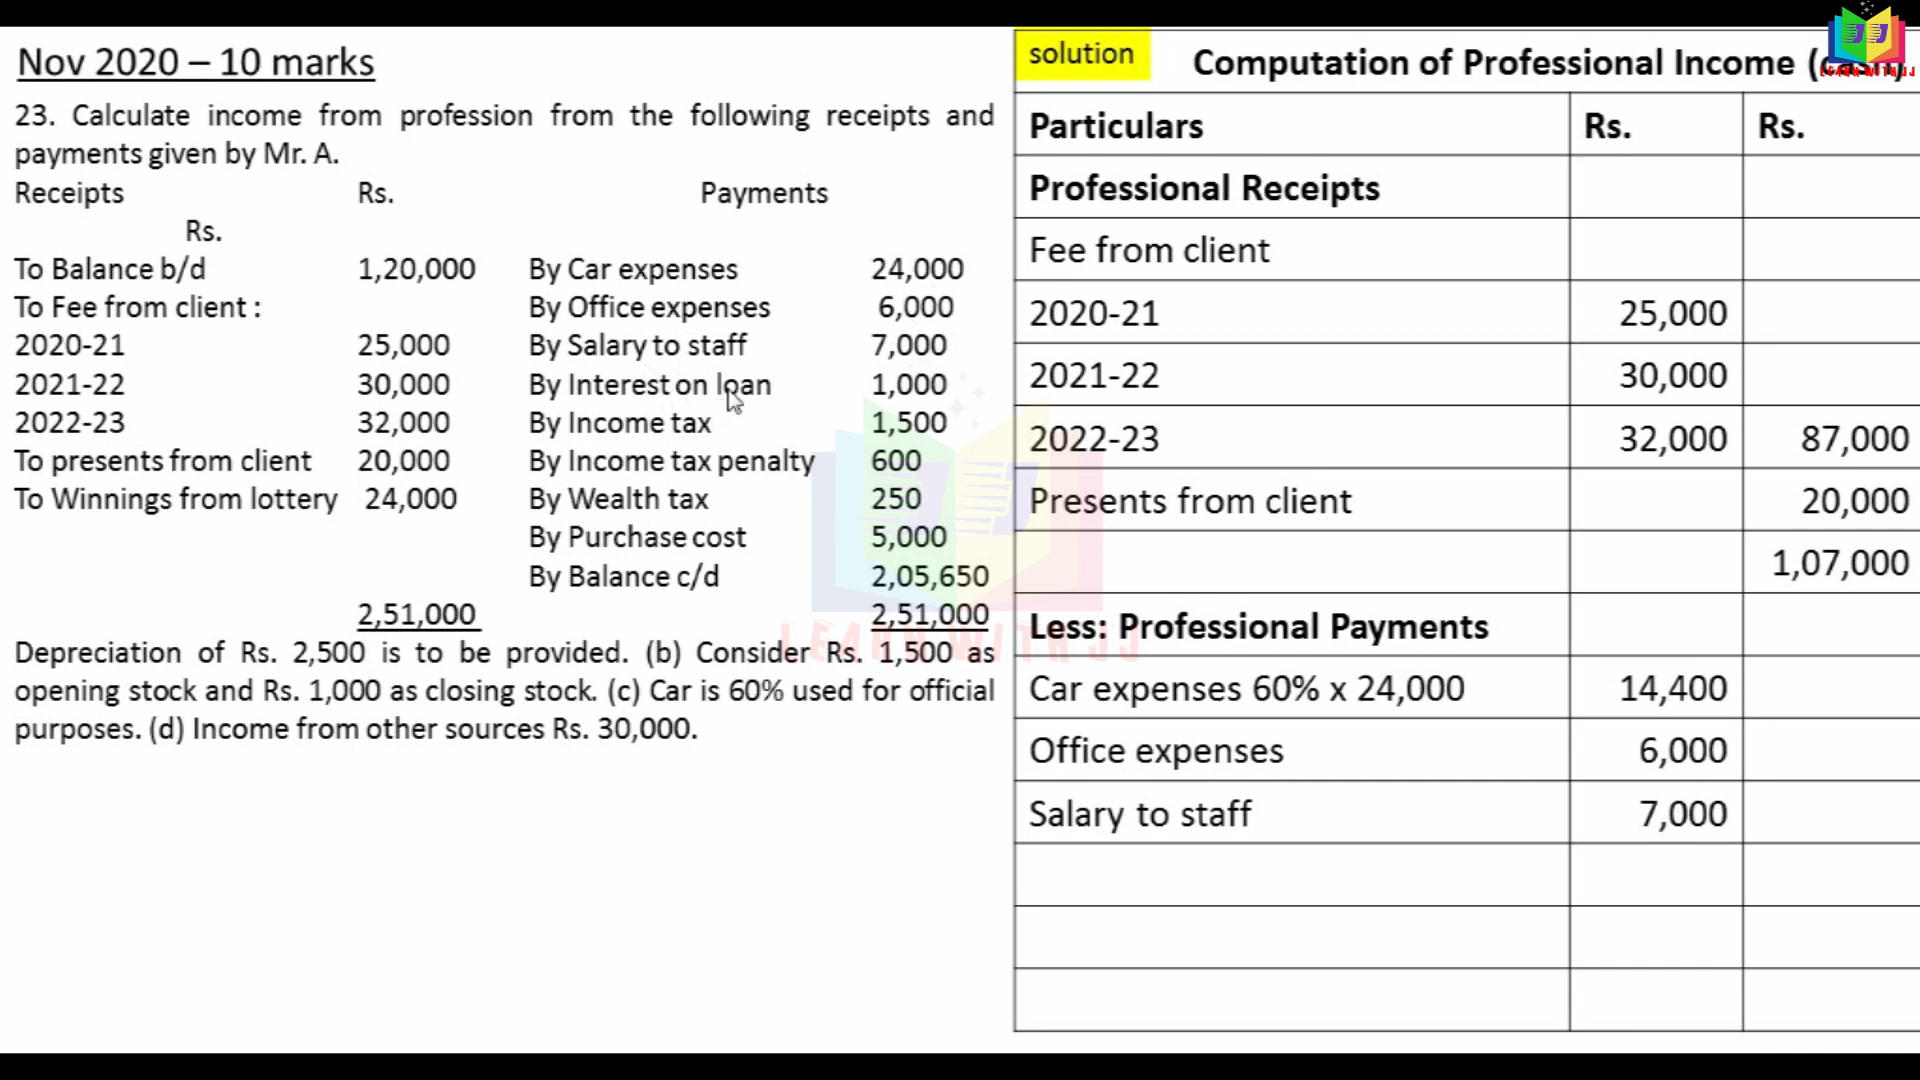 Nov 2020 – 10 marks
23. Calculate income from profession from the following receipts and
payments given by Mr. A.
Receipts Rs. Payments
Rs.
To Balance b/d 1,20,000 By Car expenses 24,000
To Fee from client : By Office expenses 6,000
2020-21 25,000 By Salary to staff 7,000
2021-22 30,000 By Interest on loan 1,000
2022-23 32,000 By Income tax 1,500
To presents from client 20,000 By Income tax penalty 600
To Winnings from lottery 24,000 By Wealth tax 250
By Purchase cost 5,000
By Balance c/d 2,05,650
2,51,000 2,51,000
Depreciation of Rs. 2,500 is to be provided. (b) Consider Rs. 1,500 as
opening stock and Rs. 1,000 as closing stock. (c) Car is 60% used for official
purposes. (d) Income from other sources Rs. 30,000.
solution
Computation of Professional Income (cash)
Particulars Rs. Rs.
Professional Receipts
Fee from client
2020-21 25,000
2021-22 30,000
2022-23 32,000 87,000
Presents from client 20,000
1,07,000
Less: Professional Payments
Car expenses 60% x 24,000 14,400
Office expenses 6,000
Salary to staff 7,000
LEARN WITH JJ
LEARN WITH JJ